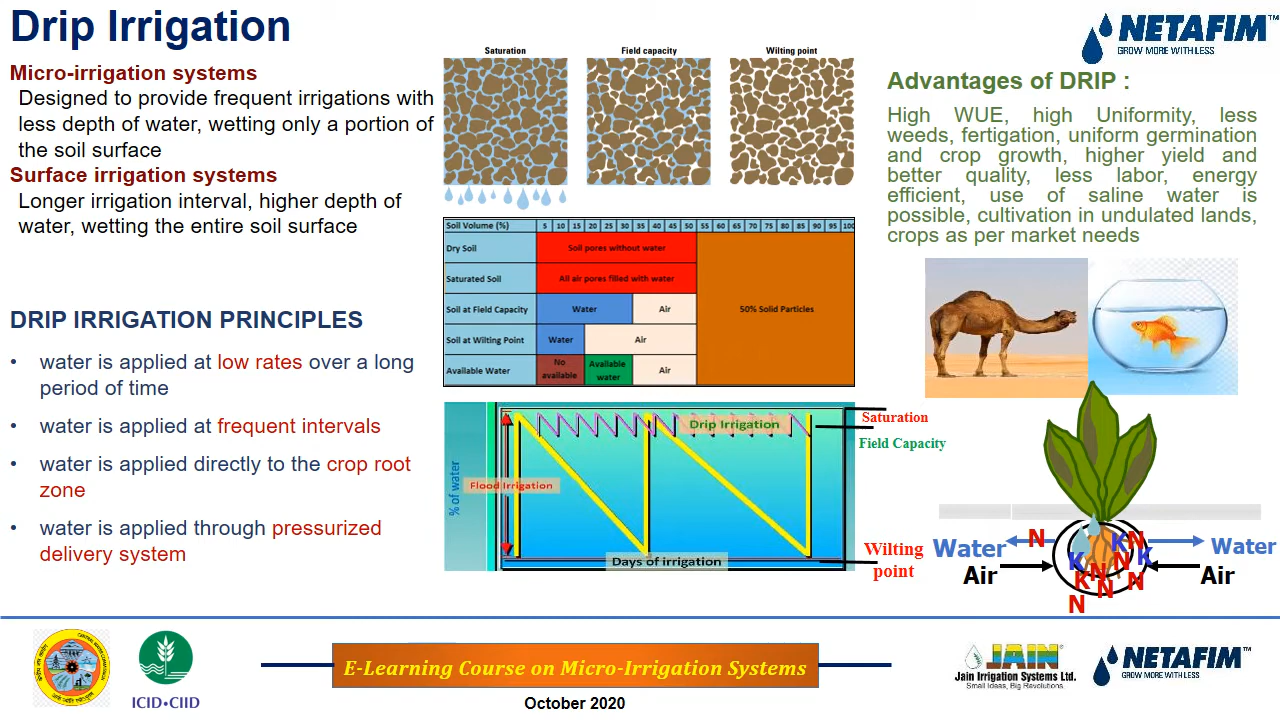 Drip Irrigation
NETAFIM™
GROW MORE WITH LESS
Micro-irrigation systems
Designed to provide frequent irrigations with
less depth of water, wetting only a portion of
the soil surface
Surface irrigation systems
Longer irrigation interval, higher depth of
water, wetting the entire soil surface
DRIP IRRIGATION PRINCIPLES
• water is applied at low rates over a long
period of time
• water is applied at frequent intervals
• water is applied directly to the crop root
zone
• water is applied through pressurized
delivery system
Saturation Field capacity Wilting point
Soil Volume (%) 5 10 15 20 25 30 35 40 45 50 55 60 65 70 75 80 85 90 95 100
Dry Soil Soil pores without water
Saturated Soil All air pores filled with water
Soil at Field Capacity Water Air 50% Solid Particles
Soil at Wilting Point Water Air
Available Water No available Available water Air
% of water
Drip Irrigation
Flood Irrigation
Days of irrigation
Saturation
Field Capacity
Wilting
point
Advantages of DRIP :
High WUE, high Uniformity, less
weeds, fertigation, uniform germination
and crop growth, higher yield and
better quality, less labor, energy
efficient, use of saline water is
possible, cultivation in undulated lands,
crops as per market needs
Water N K N Water
Air K N N K Air
K N N
N
ICID•CIID
E-Learning Course on Micro-Irrigation Systems
October 2020
JAIN®
Jain Irrigation Systems Ltd.
Small Ideas, Big Revolutions.
NETAFIM™
GROW MORE WITH LESS